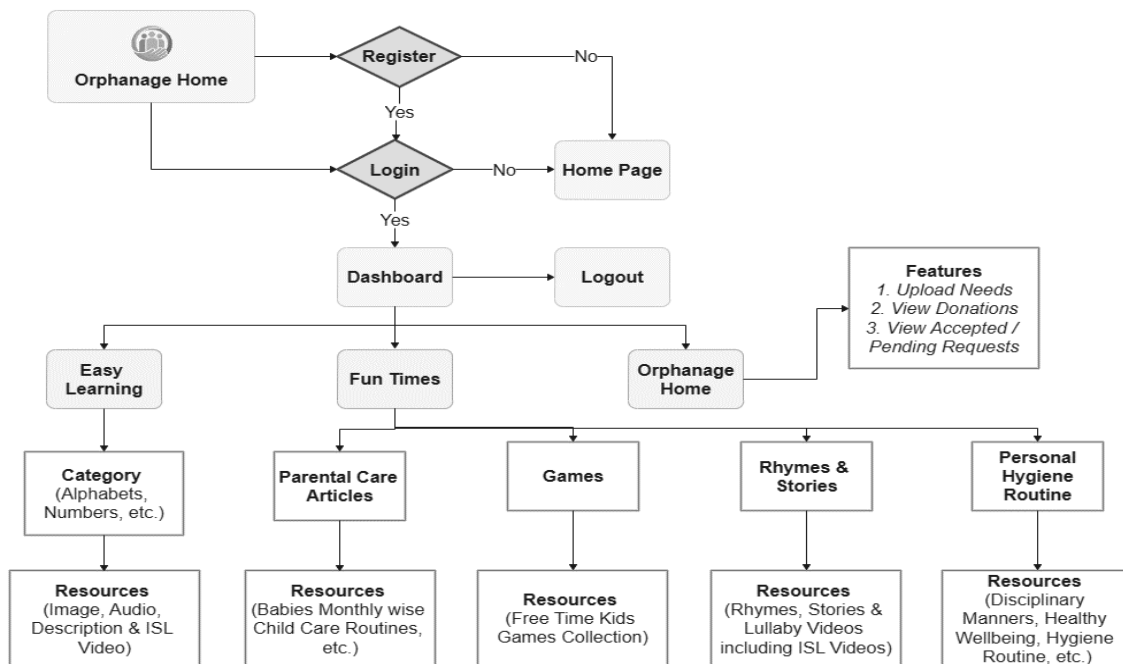 Orphanage Home
Register
No
Yes
Login
No
Home Page
Yes
Dashboard
Logout
Features
1. Upload Needs
2. View Donations
3. View Accepted /
Pending Requests
Easy
Learning
Fun Times
Orphanage
Home
Category
(Alphabets,
Numbers, etc.)
Parental Care
Articles
Games
Rhymes &
Stories
Personal
Hygiene
Routine
Resources
(Image, Audio,
Description & ISL
Video)
Resources
(Babies Monthly wise
Child Care Routines,
etc.)
Resources
(Free Time Kids
Games Collection)
Resources
(Rhymes, Stories &
Lullaby Videos
including ISL Videos)
Resources
(Disciplinary
Manners, Healthy
Wellbeing, Hygiene
Routine, etc.)